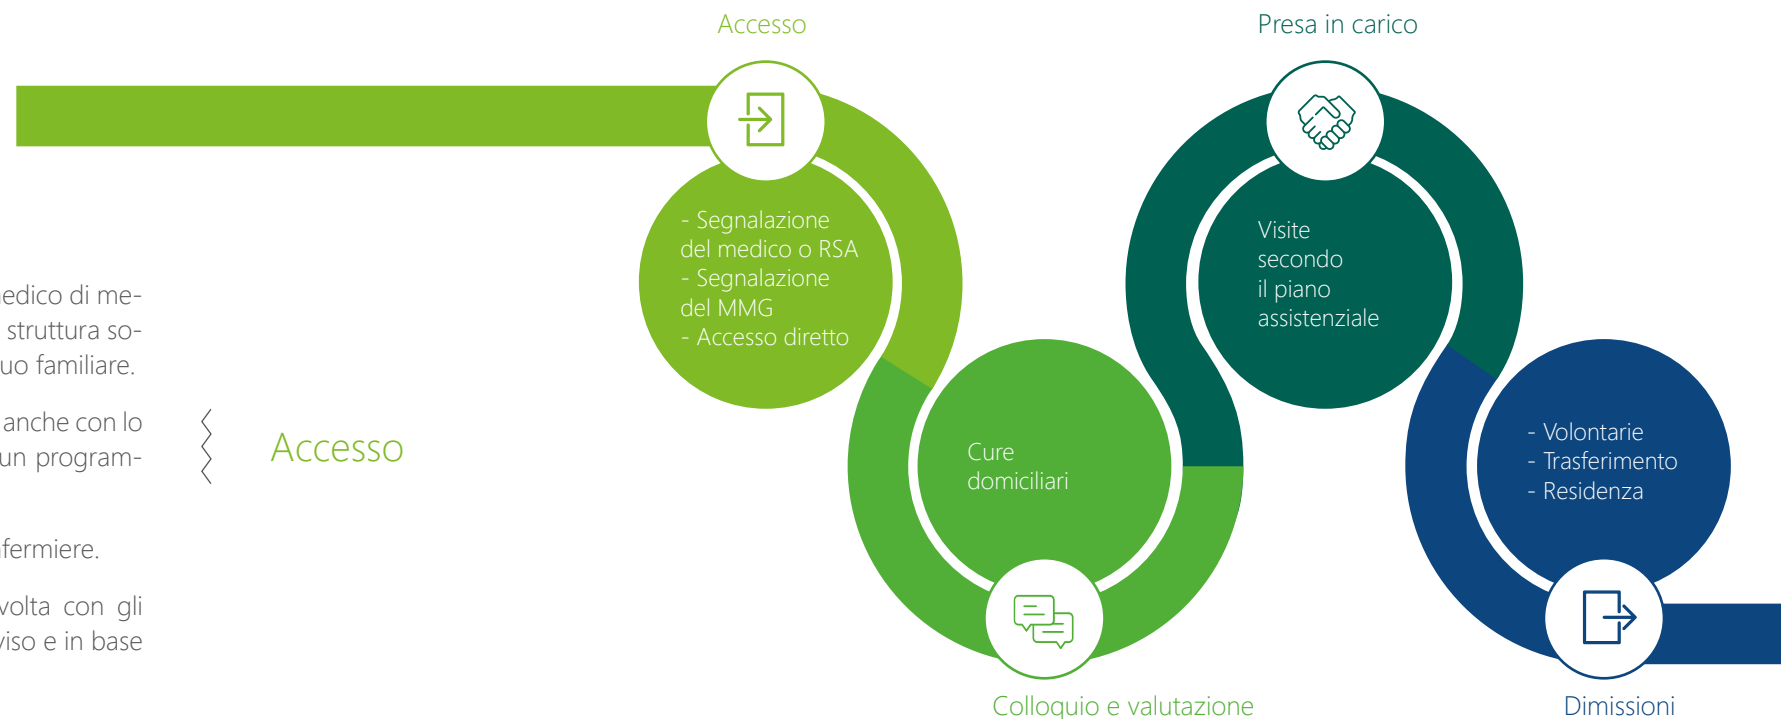 Accesso
Presa in carico
- Segnalazione
del medico o RSA
- Segnalazione
del MMG
- Accesso diretto
Visite
secondo
il piano
assistenziale
medico di me-
struttura so-
uo familiare.
anche con lo
un program-
Accesso
Cure
domiciliari
- Volontarie
- Trasferimento
- Residenza
fermiere.
volta con gli
viso e in base
Colloquio e valutazione
Dimissioni